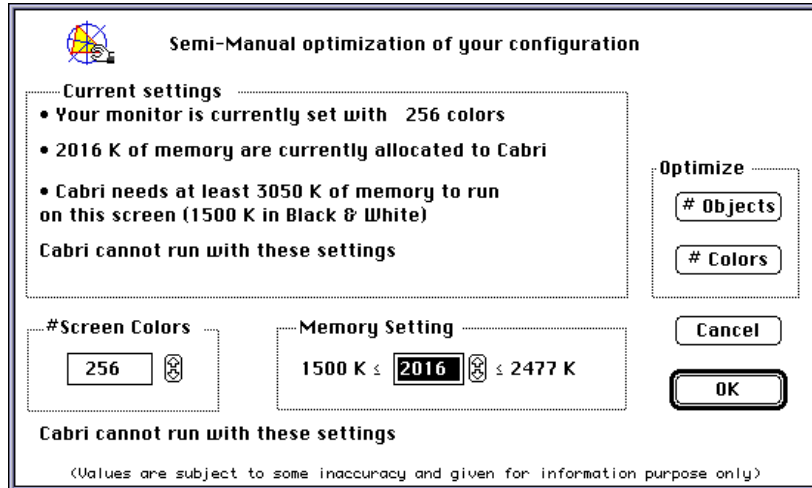 Semi-Manual optimization of your configuration
Current settings
• Your monitor is currently set with 256 colors
• 2016 K of memory are currently allocated to Cabri
• Cabri needs at least 3050 K of memory to run
on this screen (1500 K in Black & White)
Cabri cannot run with these settings
Optimize
# Objects
# Colors
#Screen Colors
256
Memory Setting
1500 K ≤ 2016 ≤ 2477 K
Cancel
OK
Cabri cannot run with these settings
(Values are subject to some inaccuracy and given for information purpose only)